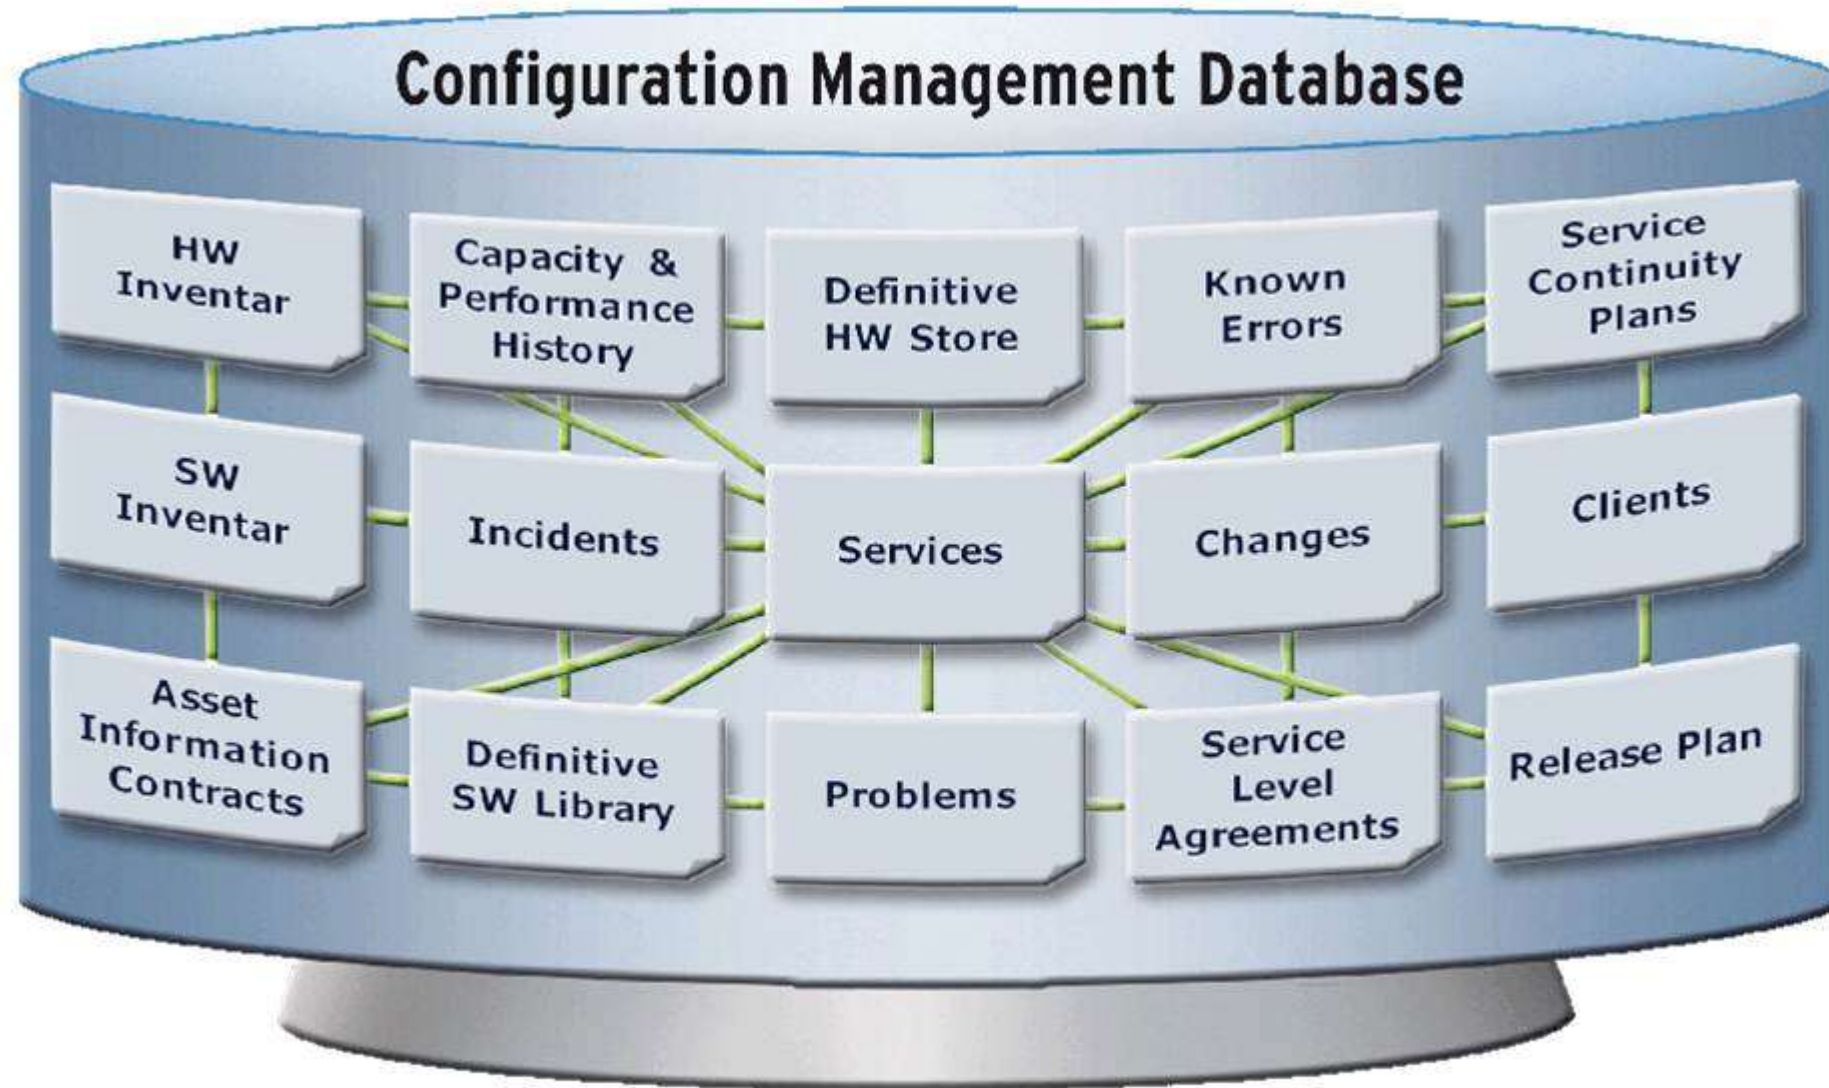 Configuration Management Database
HW
Inventar
Capacity & 
Performance
History
Definitive
HW Store
Known
Errors
Service
Continuity
Plans
SW
Inventar
Incidents
Services
Changes
Clients
Asset
Information
Contracts
Definitive
SW Library
Problems
Service
Level
Agreements
Release Plan